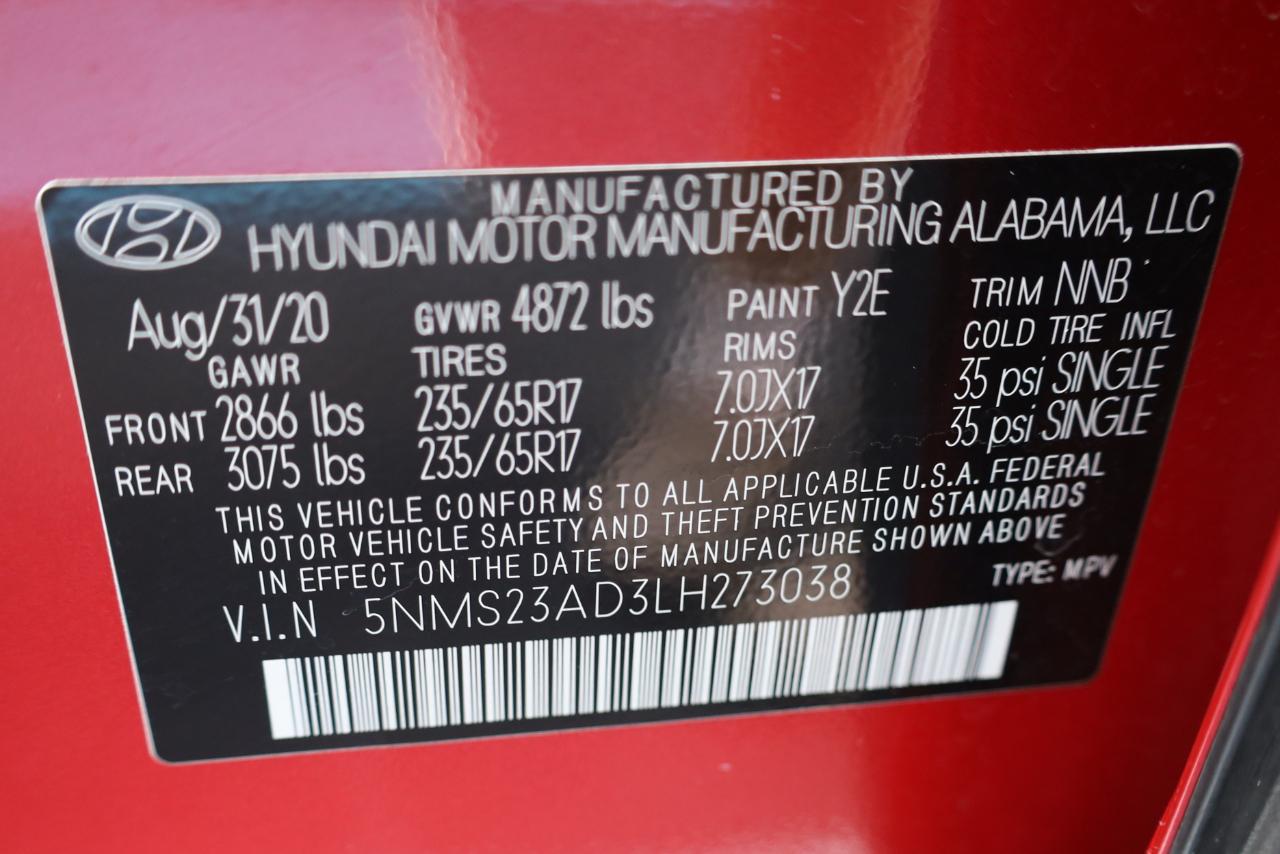 MANUFACTURED BY
HYUNDAI MOTOR MANUFACTURING ALABAMA, LLC
Aug/31/20 GVWR 4872 lbs PAINT Y2E TRIM NNB
GAWR TIRES RIMS COLD TIRE INFL
FRONT 2866 lbs 235/65R17 7.0JX17 35 psi SINGLE
REAR 3075 lbs 235/65R17 7.0JX17 35 psi SINGLE
THIS VEHICLE CONFORMS TO ALL APPLICABLE U.S.A. FEDERAL
MOTOR VEHICLE SAFETY AND THEFT PREVENTION STANDARDS
IN EFFECT ON THE DATE OF MANUFACTURE SHOWN ABOVE
V.I.N 5NMS23AD3LH273038 TYPE: MPV